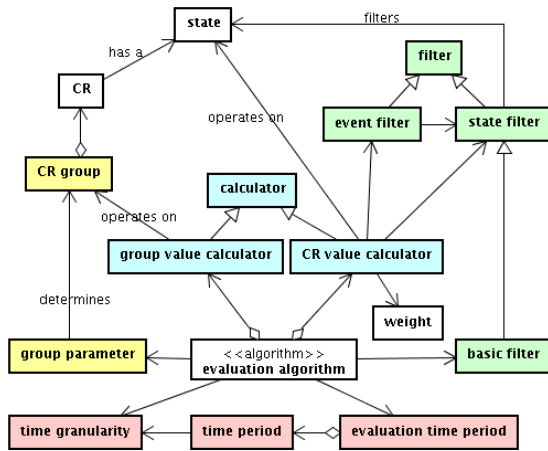 state
filters
has a
filter
CR
operates on
event filter
state filter
CR group
calculator
operates on
group value calculator
CR value calculator
determines
weight
group parameter
<<algorithm>>
evaluation algorithm
basic filter
time granularity
time period
evaluation time period